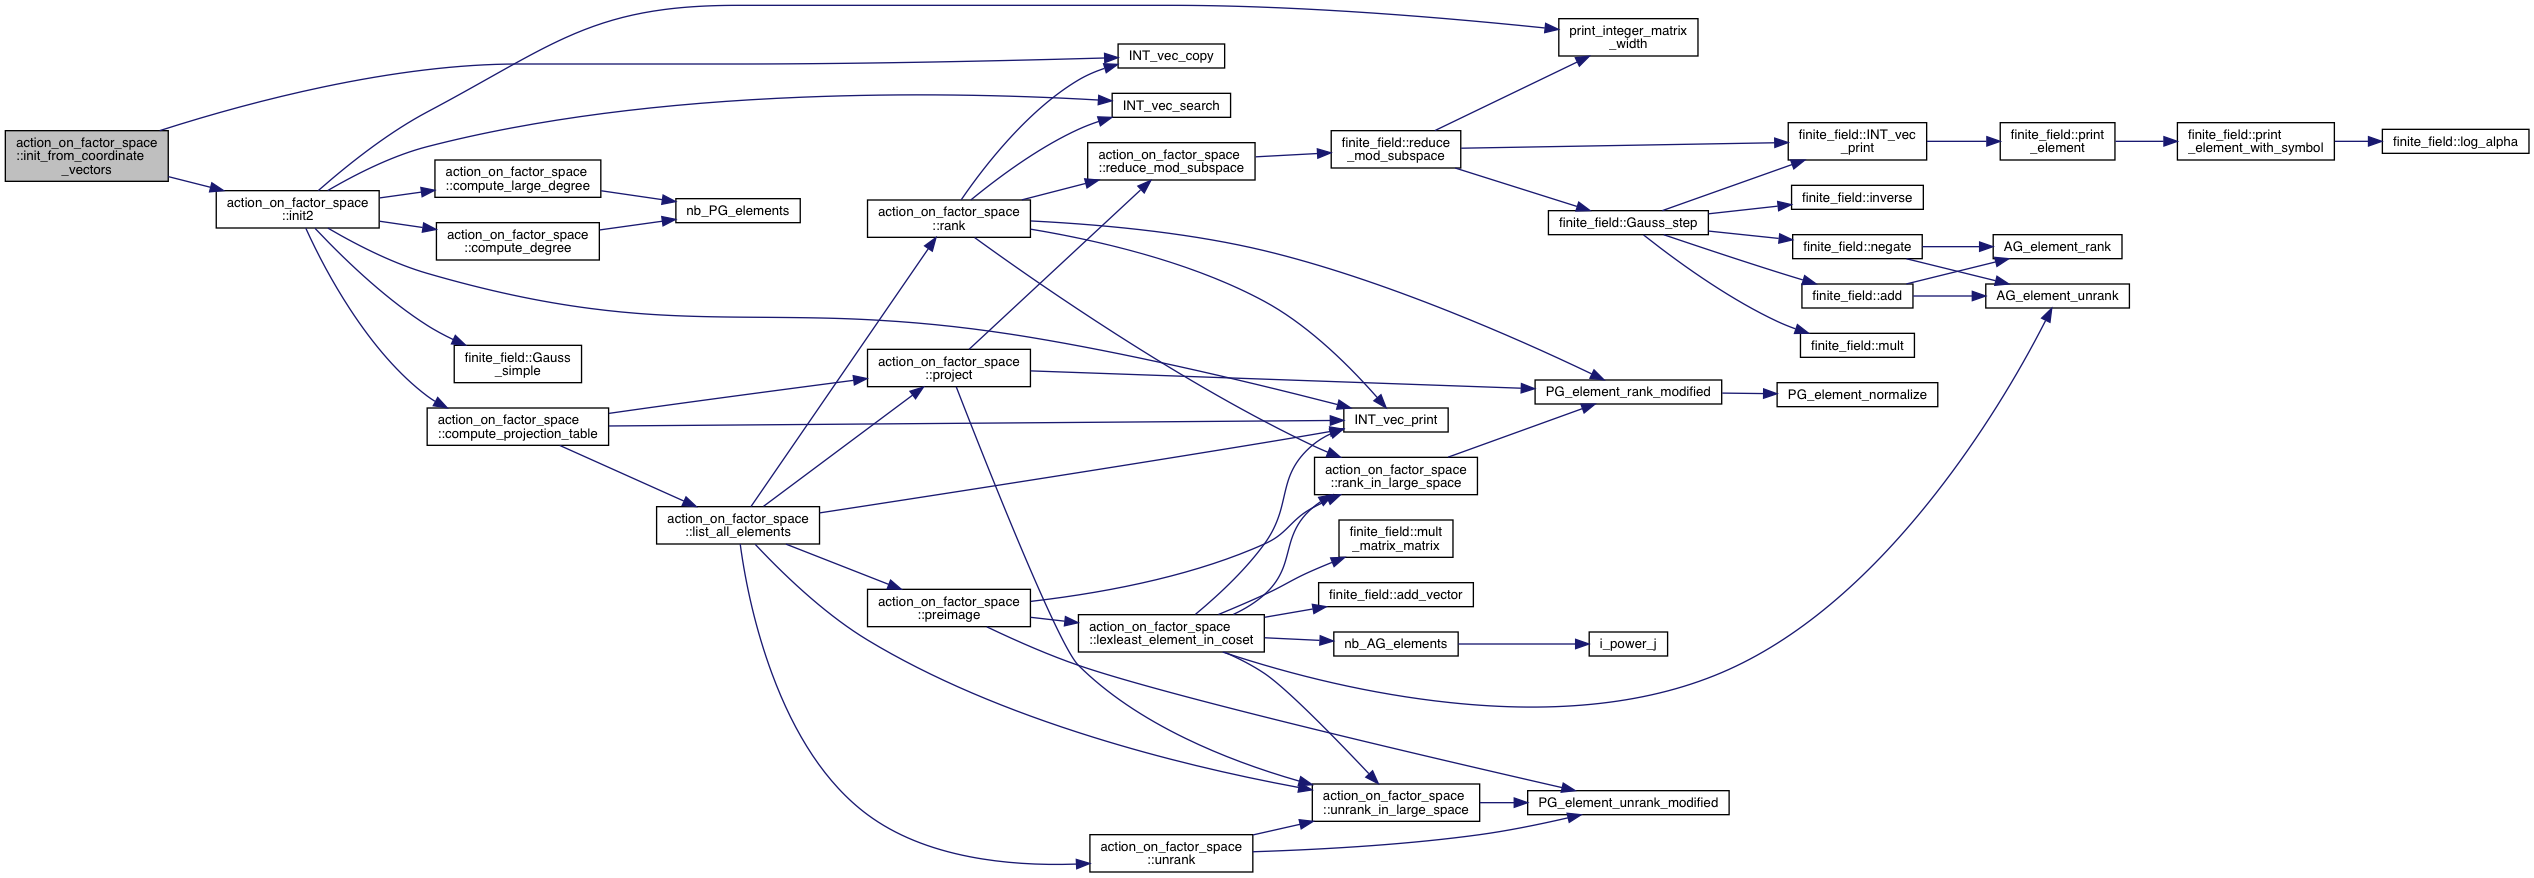 action_on_factor_space
::init_from_coordinate
_vectors
action_on_factor_space
::init2
action_on_factor_space
::compute_large_degree
action_on_factor_space
::compute_degree
nb_PG_elements
finite_field::Gauss
_simple
action_on_factor_space
::compute_projection_table
action_on_factor_space
::list_all_elements
action_on_factor_space
::rank
action_on_factor_space
::project
action_on_factor_space
::preimage
INT_vec_copy
INT_vec_search
action_on_factor_space
::reduce_mod_subspace
action_on_factor_space
::lexleast_element_in_coset
action_on_factor_space
::unrank
finite_field::reduce
_mod_subspace
INT_vec_print
action_on_factor_space
::rank_in_large_space
finite_field::mult
_matrix_matrix
finite_field::add_vector
nb_AG_elements
action_on_factor_space
::unrank_in_large_space
print_integer_matrix
_width
finite_field::Gauss_step
PG_element_rank_modified
i_power_j
PG_element_unrank_modified
finite_field::INT_vec
_print
finite_field::inverse
finite_field::negate
finite_field::add
finite_field::mult
PG_element_normalize
finite_field::print
_element
AG_element_rank
AG_element_unrank
finite_field::print
_element_with_symbol
finite_field::log_alpha